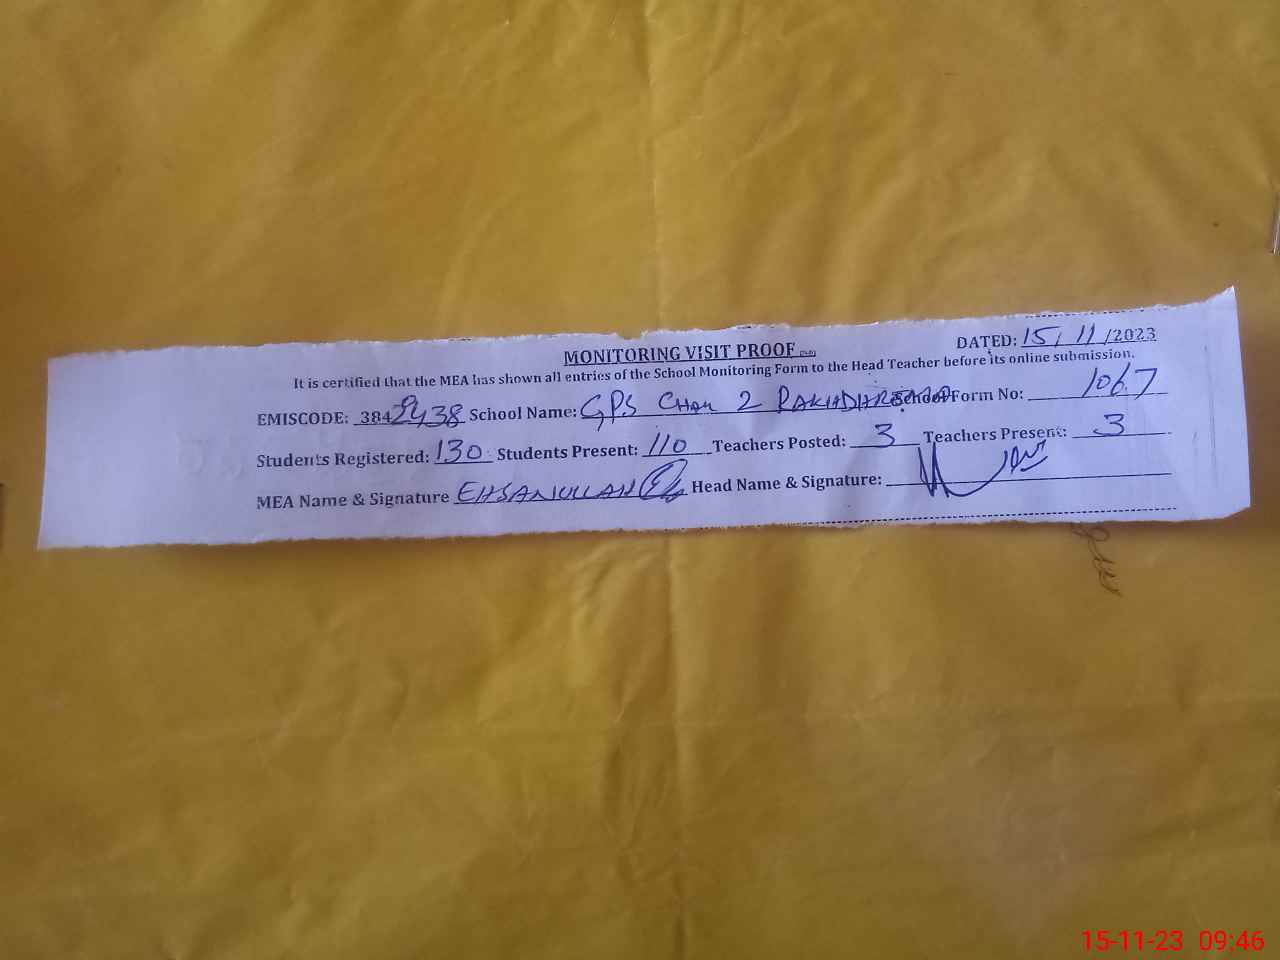 DATED: 15/11/2023
MONITORING VISIT PROOF
It is certified that the MEA has shown all entries of the School Monitoring Form to the Head Teacher before its online submission.
EMISCODE: 384 2438 School Name: GPS CHAH 2 School Form No: 1067
Students Registered: 130 Students Present: 110 Teachers Posted: 3 Teachers Present: 3
MEA Name & Signature EHSANULLAH Head Name & Signature:
15-11-23 09:46